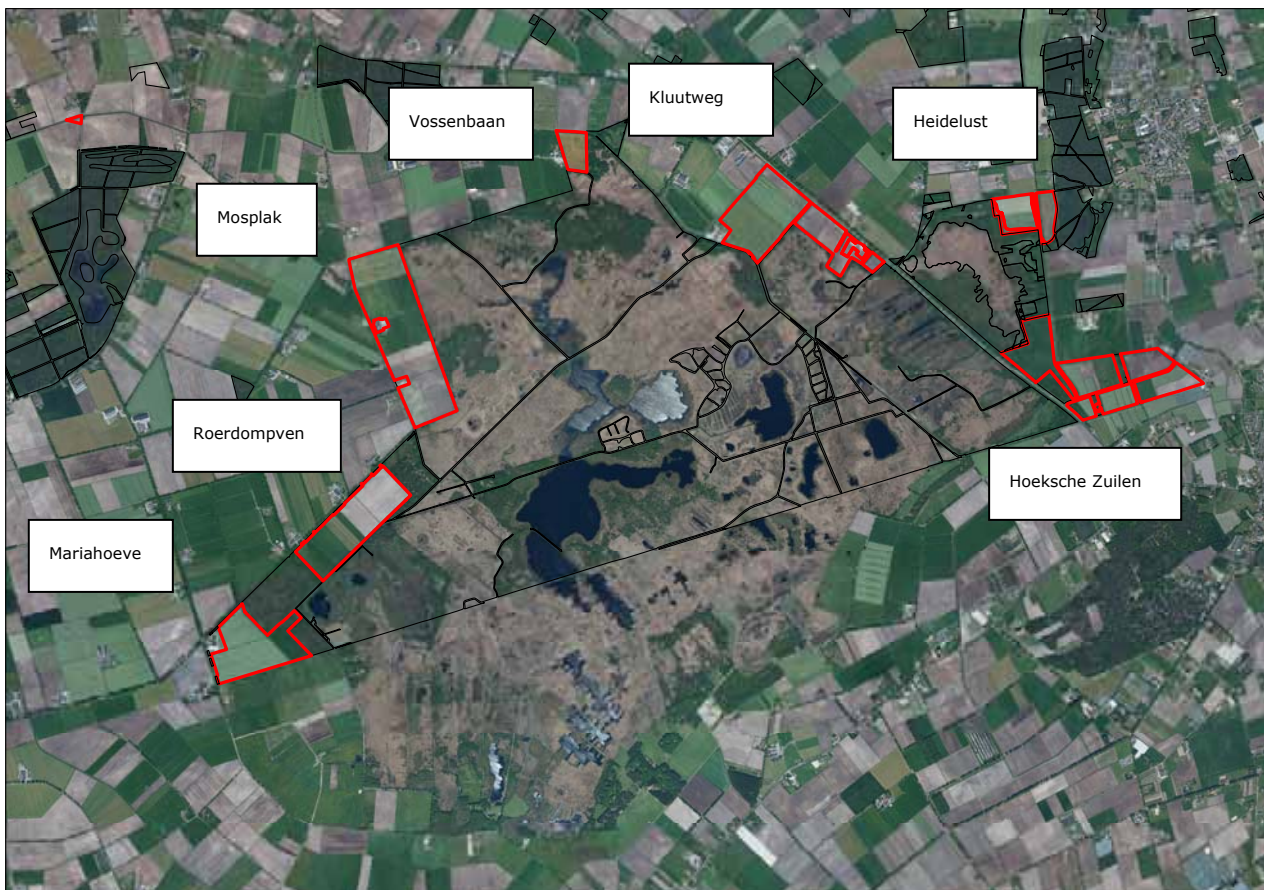 Kluutweg
Vossenbaan
Heidelust
Mosplak
Roerdompven
Hoeksche Zuilen
Mariahoeve